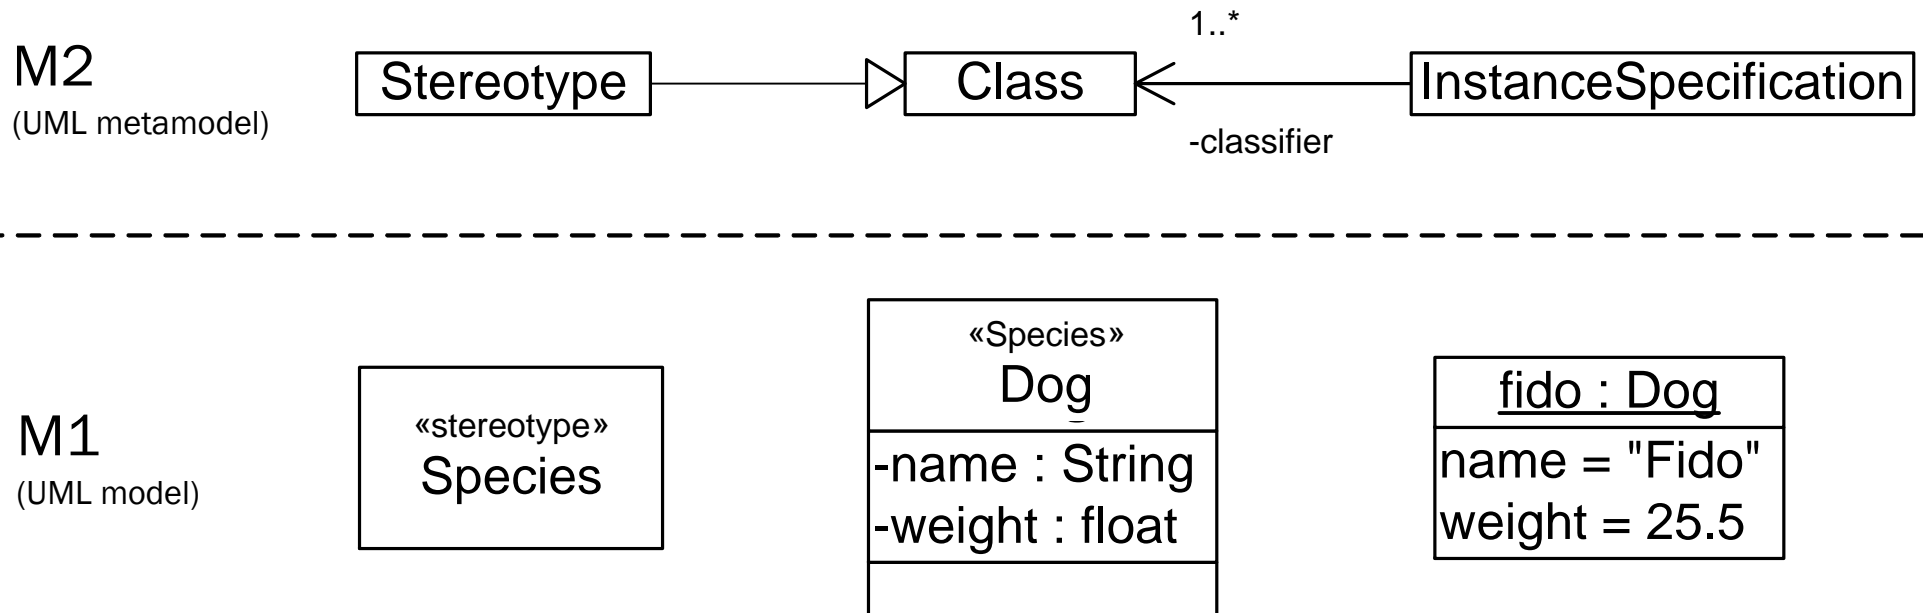 1..*
M2
(UML metamodel)
Stereotype
Class
InstanceSpecification
-classifier
M1
(UML model)
«stereotype»
Species
«Species»
Dog
-name : String
-weight : float
fido : Dog
name = "Fido"
weight = 25.5